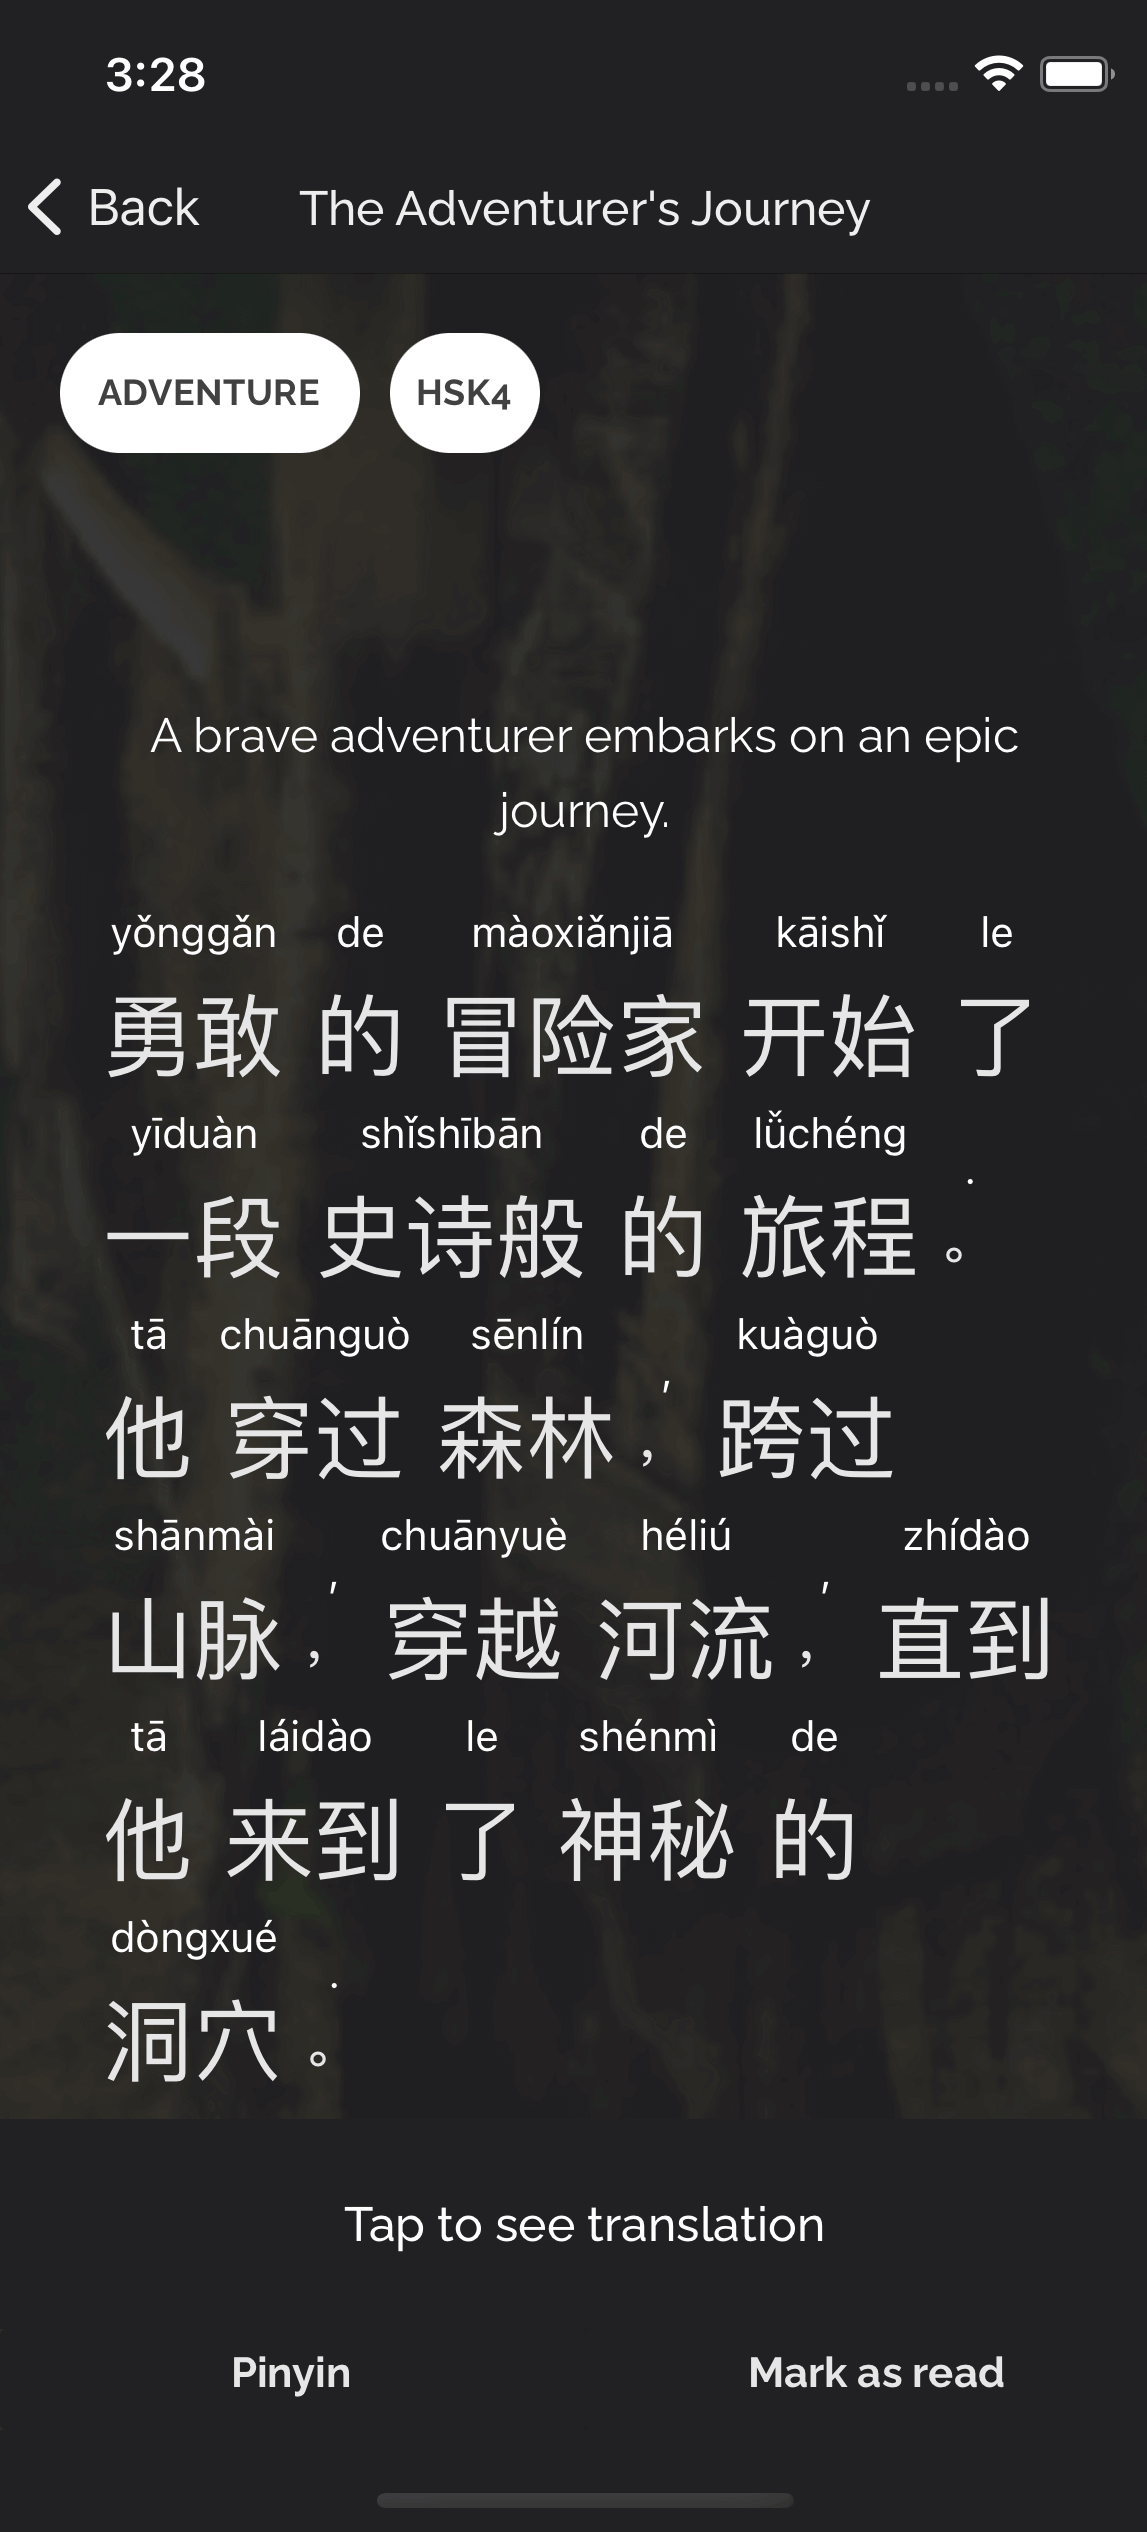 3:28
Back
The Adventurer's Journey
ADVENTURE
HSK4
A brave adventurer embarks on an epic
journey.
yǒnggǎn de màoxiǎnjiā kāishǐ le
勇敢 的 冒险家 开始 了
yīduàn shǐshībān de lǚchéng .
一段 史诗般 的 旅程 。
tā chuānguò sēnlín , kuàguò
他 穿过 森林 , 跨过
shānmài , chuānyuè héliú , zhídào
山脉 , 穿越 河流 , 直到
tā láidào le shénmì de
他 来到 了 神秘 的
dòngxué .
洞穴 。
Tap to see translation
Pinyin
Mark as read